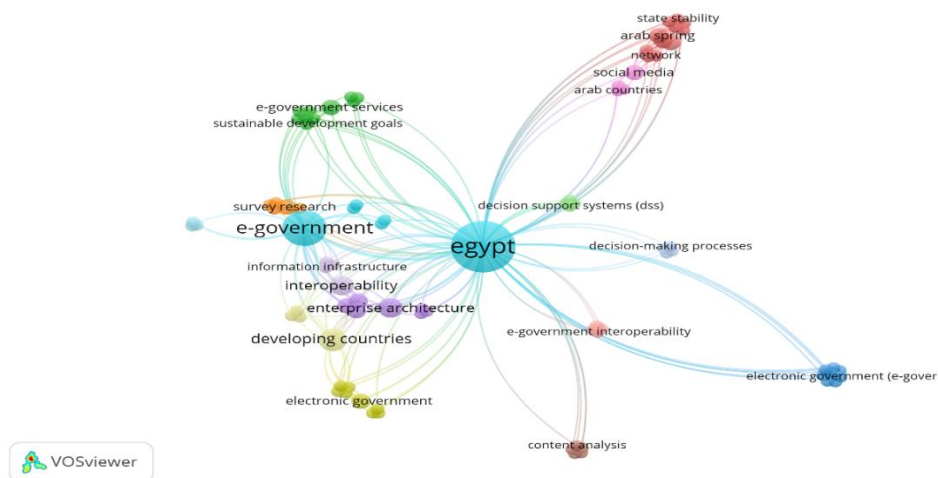 state stability
arab spring
network
social media
arab countries
e-government services
sustainable development goals
survey research
decision support systems (dss)
e-government
egypt
decision-making processes
information infrastructure
interoperability
enterprise architecture
e-government interoperability
developing countries
electronic government (e-gover
electronic government
content analysis
VOSviewer